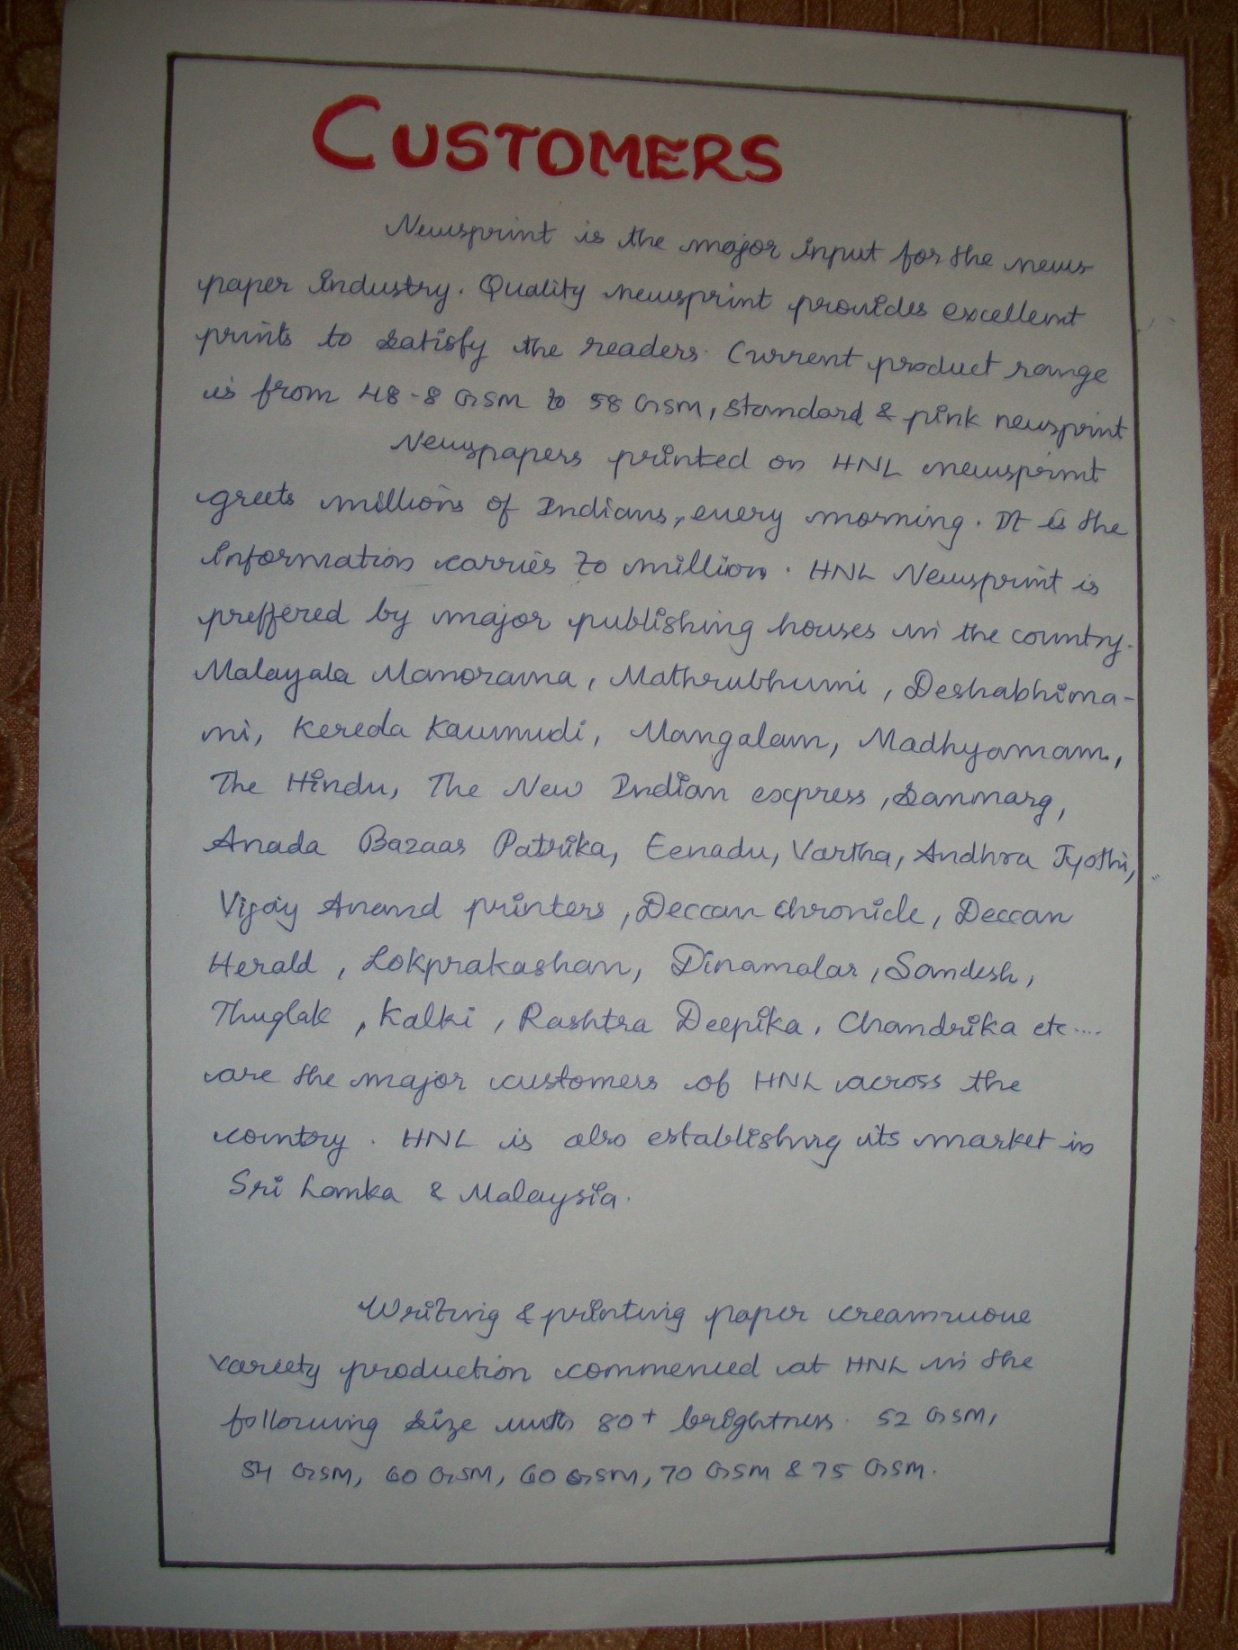 CUSTOMERS
Newsprint is the major input for the news
paper Industry. Quality newsprint provides excellent
prints to satisfy the readers. Current product range
is from 48-8 GSM to 58 GSM, standard & pink newsprint
Newspapers printed on HNL newsprint
greets millions of Indians, every morning. It is the
Information carries to million. HNL Newsprint is
preffered by major publishing houses in the country.
Malayala Manorama, Mathrubhumi, Deshabhima-
ni, Kereda Kaumudi, Mangalam, Madhyamam,
The Hindu, The New Indian express, Sanmarg,
Anada Bazaar Patrika, Eenadu, Vartha, Andhra Jyothi,
Vijay Anand printers, Deccan Chronicle, Deccan
Herald, Lokprakashan, Dinamalar, Sandesh,
Thuglak, Kalki, Rashtra Deepika, Chandrika etc....
are the major customers of HNL across the
country. HNL is also establishing its market in
Sri Lanka & Malaysia.
Writing & printing paper creamwove
variety production commenced at HNL in the
following size with 80+ brightness. 52 GSM,
54 GSM, 60 GSM, 60 GSM, 70 GSM & 75 GSM.